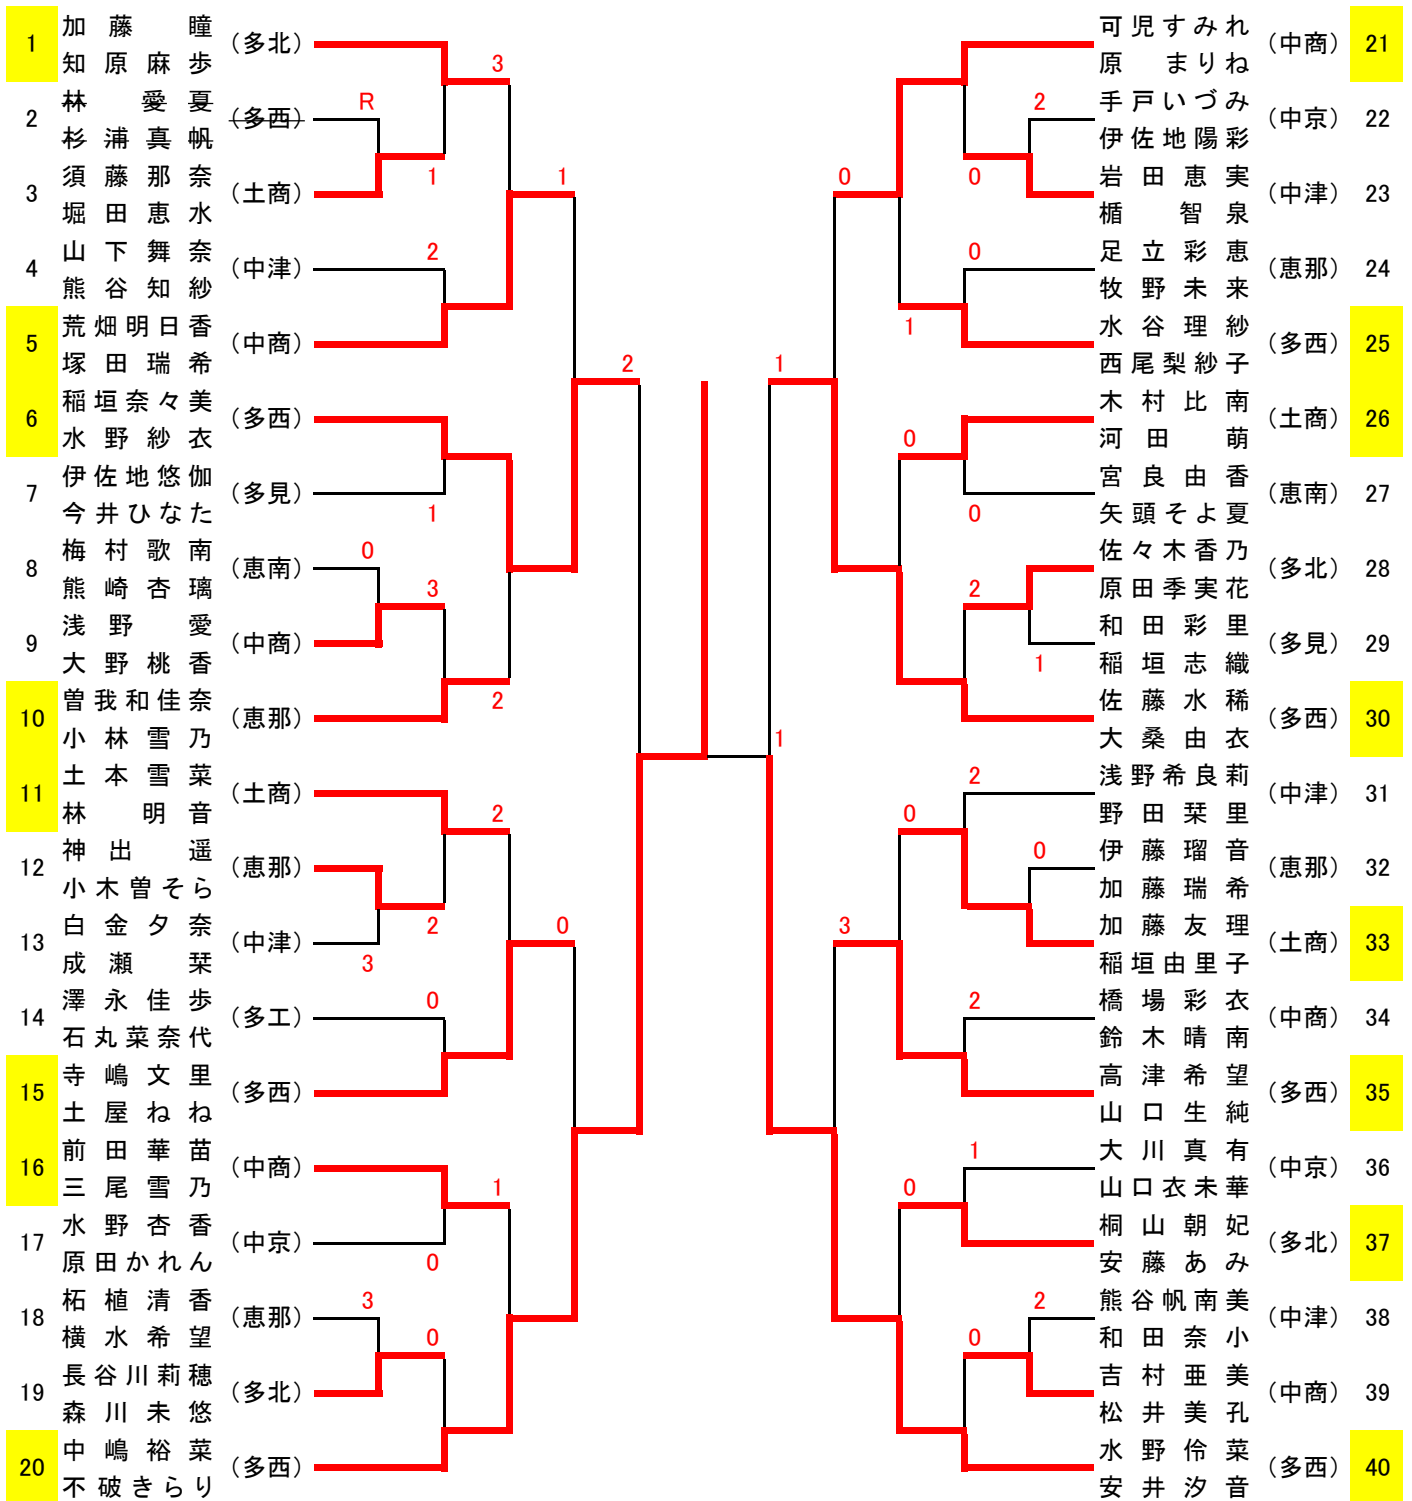 1 加藤 瞳 (多北)
知原麻歩
3
2 林 愛夏 (多西) R
杉浦真帆
3 須藤那奈 (土商) 1
堀田恵水
1
4 山下舞奈 (中津) 2
熊谷知紗
5 荒畑明日香 (中商)
塚田瑞希
2
6 稲垣奈々美 (多西)
水野紗衣
7 伊佐地悠伽 (多見) 1
今井ひなた
8 梅村歌南 (恵南) 0
熊崎杏璃
3
9 浅野 愛 (中商)
大野桃香
2
10 曽我和佳奈 (恵那)
小林雪乃
11 土本雪菜 (土商)
林 明音
2
12 神出 遥 (恵那)
小木曽そら
2
13 白金夕奈 (中津) 3
成瀬 栞
0
14 澤永佳歩 (多工) 0
石丸菜奈代
15 寺嶋文里 (多西)
土屋ねね
16 前田華苗 (中商)
三尾雪乃
1
17 水野杏香 (中京) 0
原田かれん
18 柘植清香 (恵那) 3
横水希望
0
19 長谷川莉穂 (多北)
森川未悠
20 中嶋裕菜 (多西)
不破きらり
可児すみれ (中商) 21
原 まりね
2 手戸いづみ (中京) 22
伊佐地陽彩
0 岩田恵実 (中津) 23
楯 智泉
0
0 足立彩恵 (恵那) 24
牧野未来
1 水谷理紗 (多西) 25
西尾梨紗子
1
木村比南 (土商) 26
河田 萌
0
宮良由香 (恵南) 27
0 矢頭そよ夏
佐々木香乃 (多北) 28
原田季実花
2
和田彩里 (多見) 29
1 稲垣志織
佐藤水稀 (多西) 30
大桑由衣
1
2 浅野希良莉 (中津) 31
野田栞里
0
0 伊藤瑠音 (恵那) 32
加藤瑞希
加藤友理 (土商) 33
稲垣由里子
3
2 橋場彩衣 (中商) 34
鈴木晴南
高津希望 (多西) 35
山口生純
1 大川真有 (中京) 36
山口衣未華
0
桐山朝妃 (多北) 37
安藤あみ
2 熊谷帆南美 (中津) 38
和田奈小
0
吉村亜美 (中商) 39
松井美孔
水野伶菜 (多西) 40
安井汐音